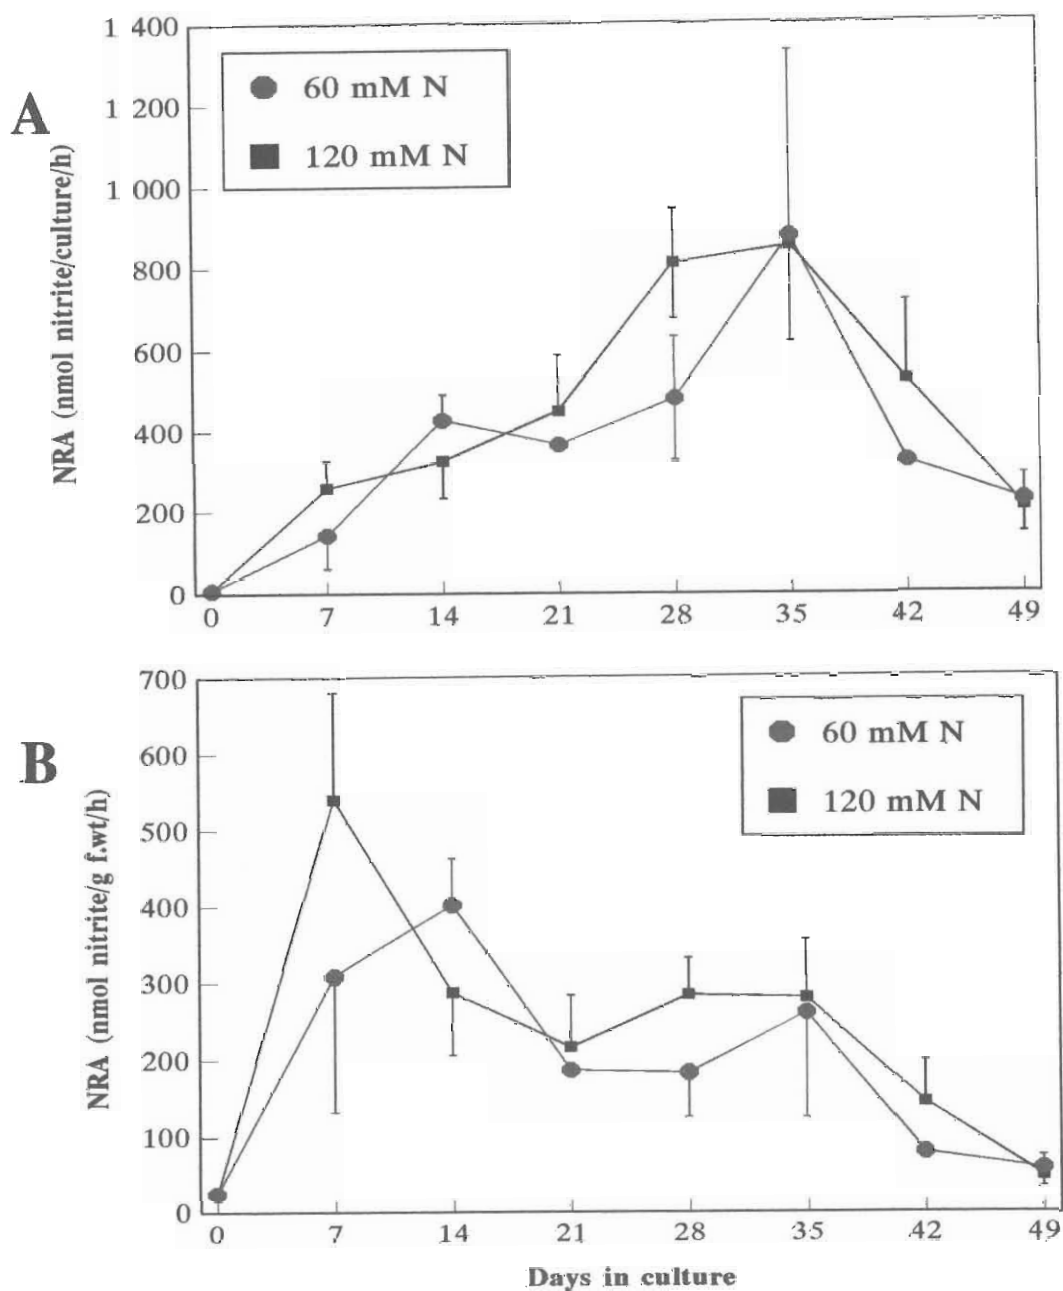 A
NRA (nmol nitrite/culture/h)
1 400
1 200
1 000
800
600
400
200
0
60 mM N
120 mM N
0 7 14 21 28 35 42 49
B
NRA (nmol nitrite/g f.wt/h)
700
600
500
400
300
200
100
0
60 mM N
120 mM N
0 7 14 21 28 35 42 49
Days in culture